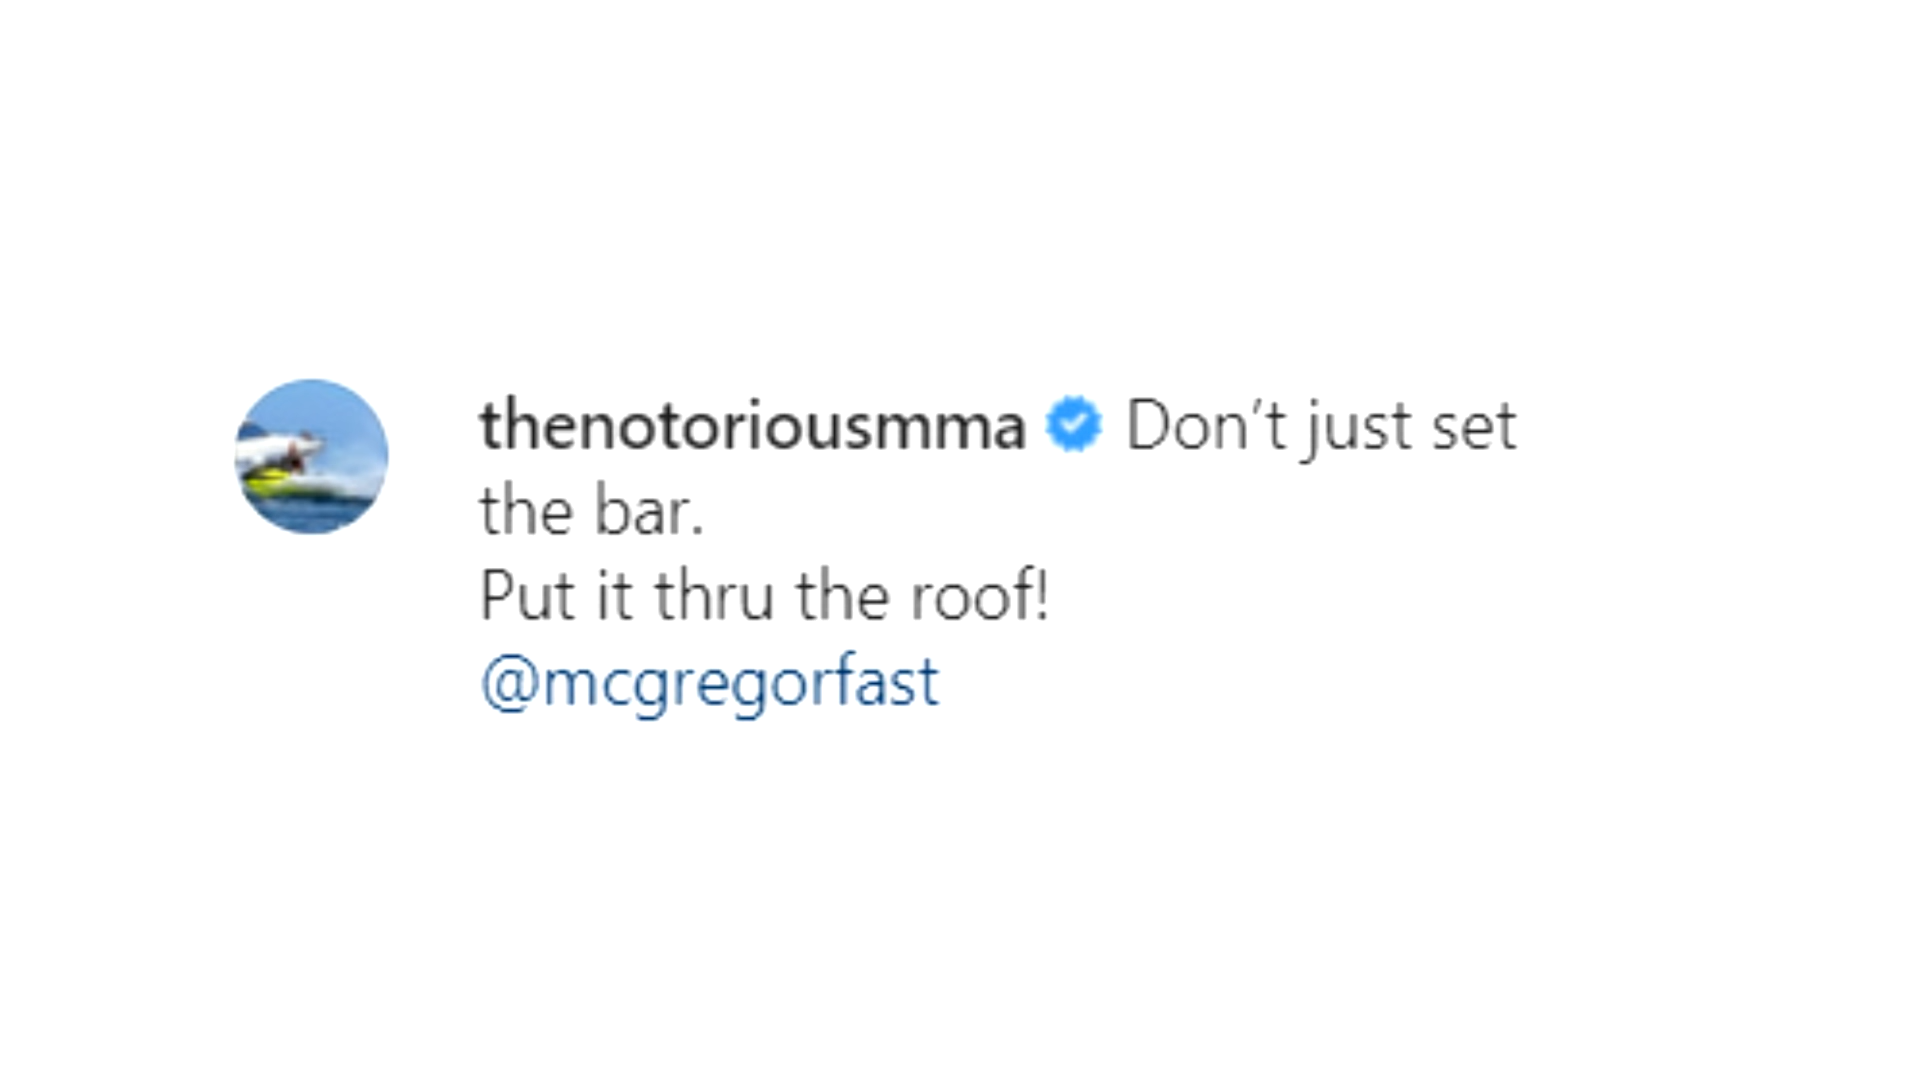 thenotoriousmma Don’t just set
the bar.
Put it thru the roof!
@mcgregorfast